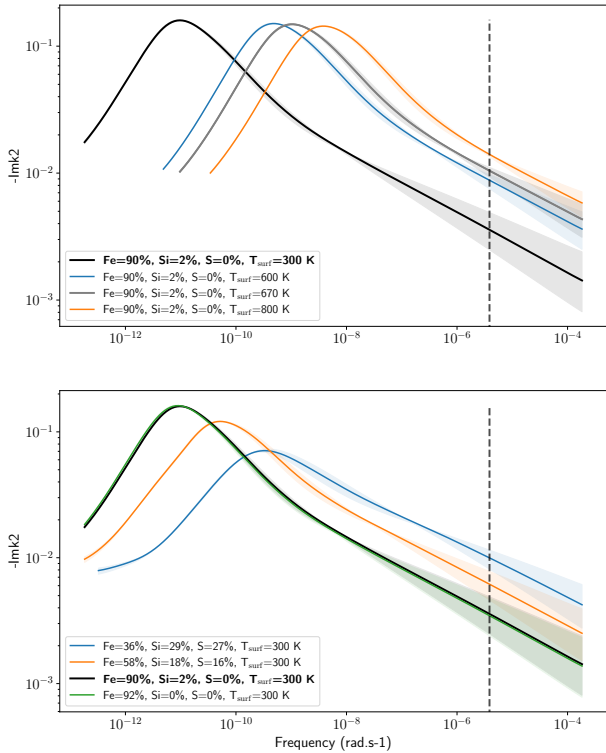 10⁻¹
10⁻²
10⁻³
-Imk2
Fe=90%, Si=2%, S=0%, T_surf=300 K
Fe=90%, Si=2%, S=0%, T_surf=600 K
Fe=90%, Si=2%, S=0%, T_surf=670 K
Fe=90%, Si=2%, S=0%, T_surf=800 K
10⁻¹² 10⁻¹⁰ 10⁻⁸ 10⁻⁶ 10⁻⁴
10⁻¹
10⁻²
10⁻³
-Imk2
Fe=36%, Si=29%, S=27%, T_surf=300 K
Fe=58%, Si=18%, S=16%, T_surf=300 K
Fe=90%, Si=2%, S=0%, T_surf=300 K
Fe=92%, Si=0%, S=0%, T_surf=300 K
10⁻¹² 10⁻¹⁰ 10⁻⁸ 10⁻⁶ 10⁻⁴
Frequency (rad.s-1)